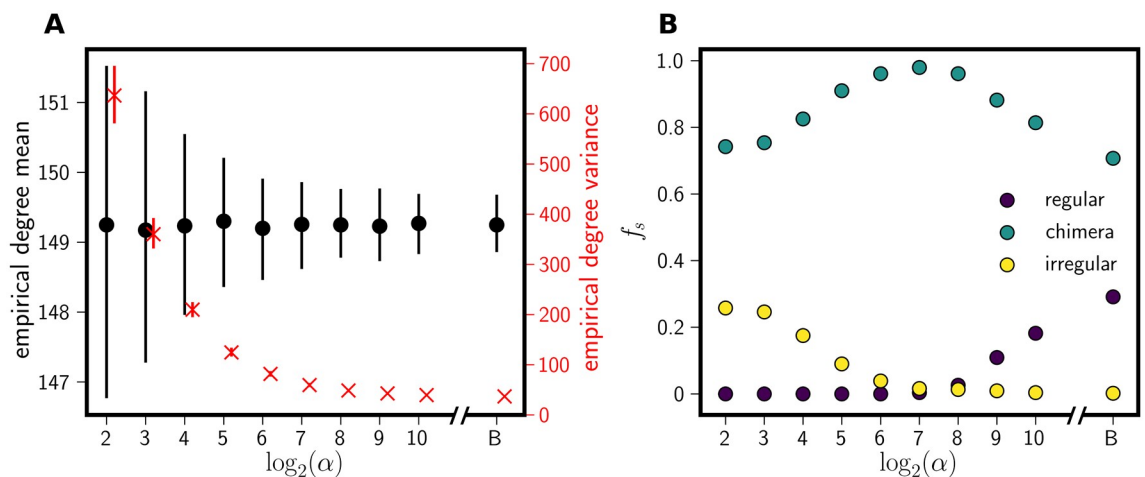 A
empirical degree mean
151
150
149
148
147
700
600
500
400
300
200
100
0
empirical degree variance
2 3 4 5 6 7 8 9 10 B
log₂(α)
B
fₛ
1.0
0.8
0.6
0.4
0.2
0
regular
chimera
irregular
2 3 4 5 6 7 8 9 10 B
log₂(α)